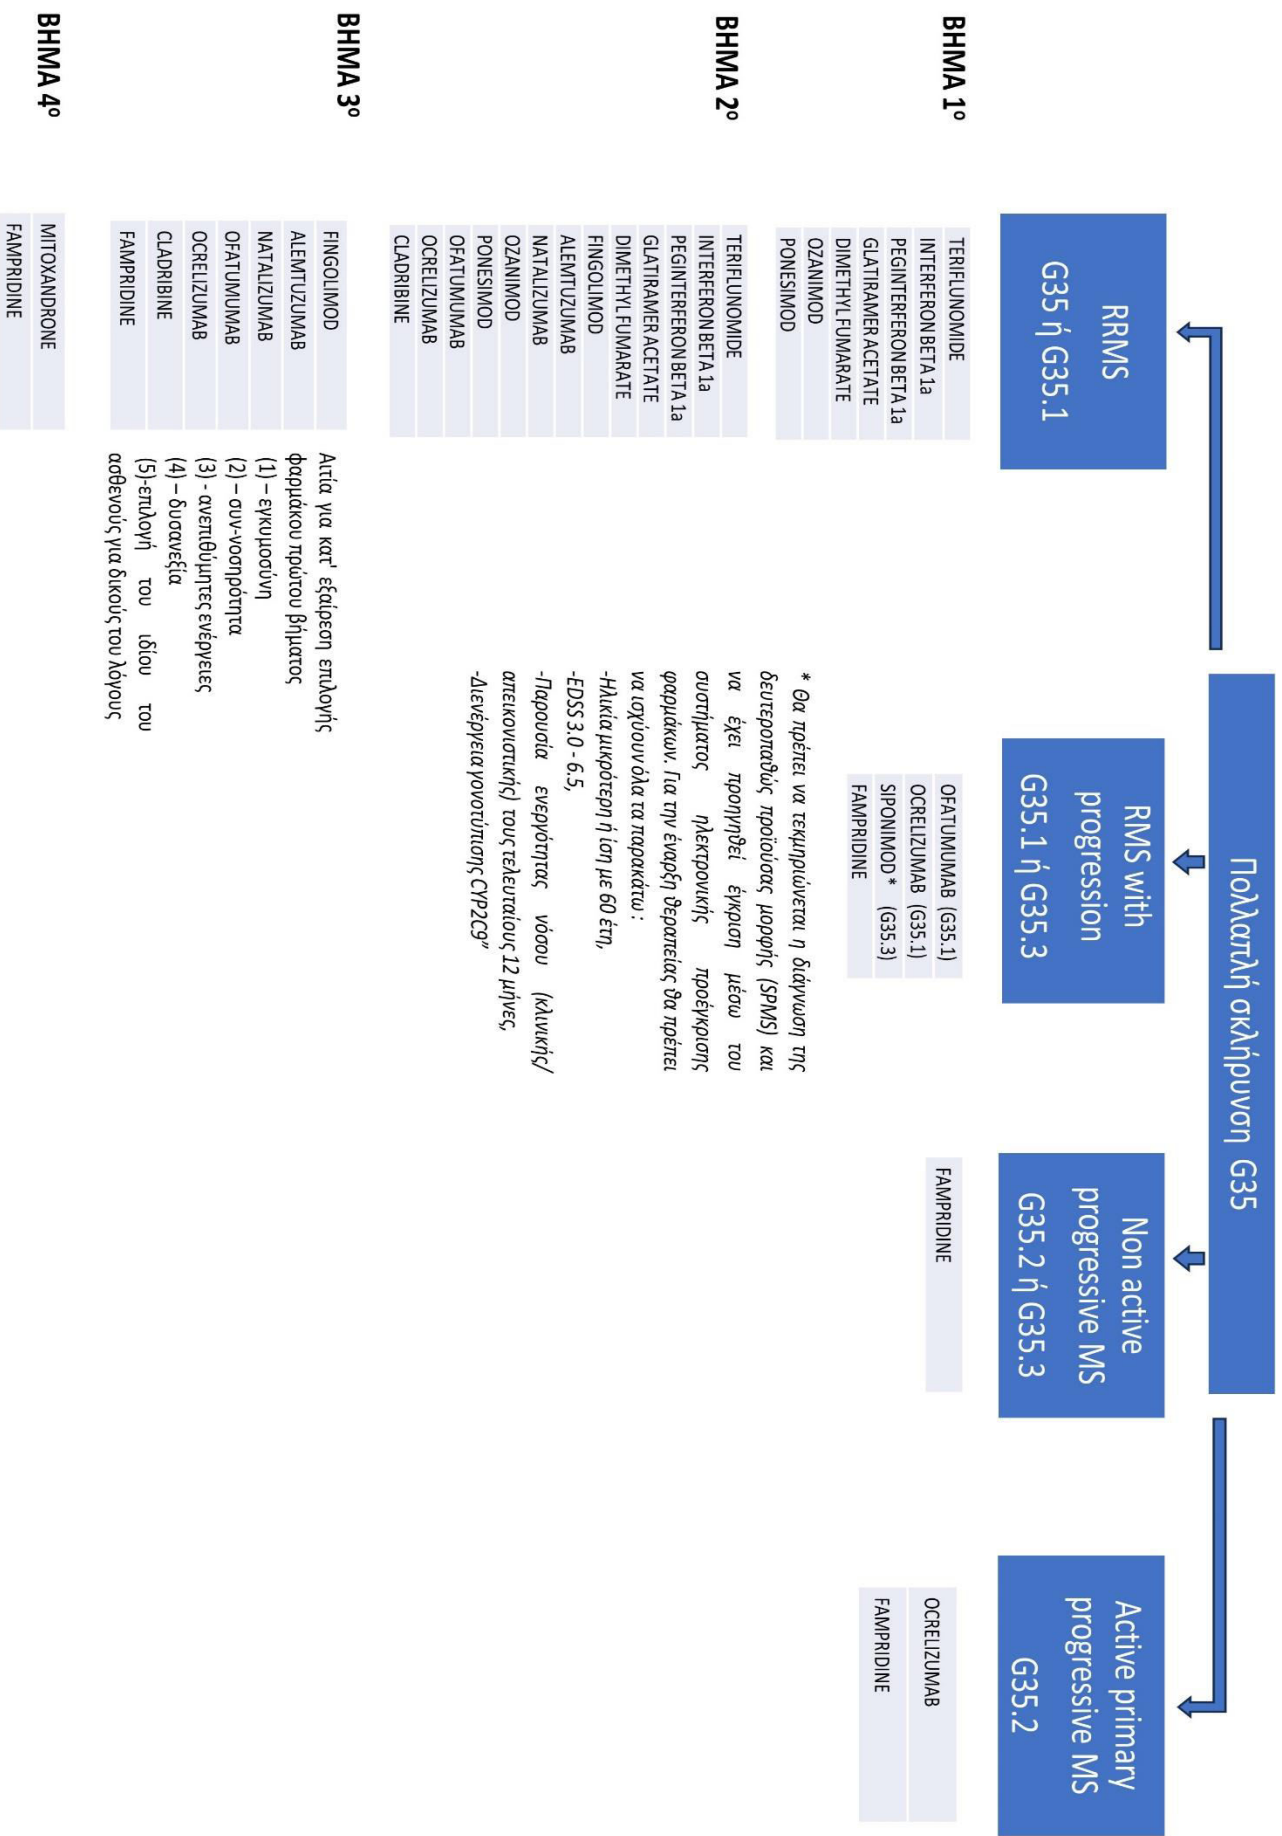 Πολλαπλή σκλήρυνση G35
RRMS
G35 ή G35.1
RMS with
progression
G35.1 ή G35.3
Non active
progressive MS
G35.2 ή G35.3
Active primary
progressive MS
G35.2
ΒΗΜΑ 1ο
TERIFLUNOMIDE
INTERFERON BETA 1a
PEGINTERFERON BETA 1a
GLATIRAMER ACETATE
DIMETHYL FUMARATE
OZANIMOD
PONESIMOD
OFATUMUMAB (G35.1)
OCRELIZUMAB (G35.1)
SIPONIMOD * (G35.3)
FAMPRIDINE
FAMPRIDINE
OCRELIZUMAB
FAMPRIDINE
* Θα πρέπει να τεκμηριώνεται η διάγνωση της
δευτεροπαθώς προϊούσας μορφής (SPMS) και
να έχει προηγηθεί έγκριση μέσω του
συστήματος ηλεκτρονικής προέγκρισης
φαρμάκων. Για την έναρξη θεραπείας θα πρέπει
να ισχύουν όλα τα παρακάτω :
-Ηλικία μικρότερη ή ίση με 60 έτη,
-EDSS 3.0 - 6.5,
-Παρουσία ενεργότητας νόσου (κλινικής/
απεικονιστικής) τους τελευταίους 12 μήνες,
-Διενέργεια γονοτύπισης CYP2C9”
ΒΗΜΑ 2ο
TERIFLUNOMIDE
INTERFERON BETA 1a
PEGINTERFERON BETA 1a
GLATIRAMER ACETATE
DIMETHYL FUMARATE
FINGOLIMOD
ALEMTUZUMAB
NATALIZUMAB
OZANIMOD
PONESIMOD
OFATUMIUMAB
OCRELIZUMAB
CLADRIBINE
ΒΗΜΑ 3ο
FINGOLIMOD
ALEMTUZUMAB
NATALIZUMAB
OFATUMUIMAB
OCRELIZUMAB
CLADRIBINE
FAMPRIDINE
Αιτία για κατ' εξαίρεση επιλογής
φαρμάκου πρώτου βήματος
(1) – εγκυμοσύνη
(2) – συν-νοσηρότητα
(3) - ανεπιθύμητες ενέργειες
(4) – δυσανεξία
(5)-επιλογή του ιδίου του
ασθενούς για δικούς του λόγους
ΒΗΜΑ 4ο
MITOXANDRONE
FAMPRIDINE